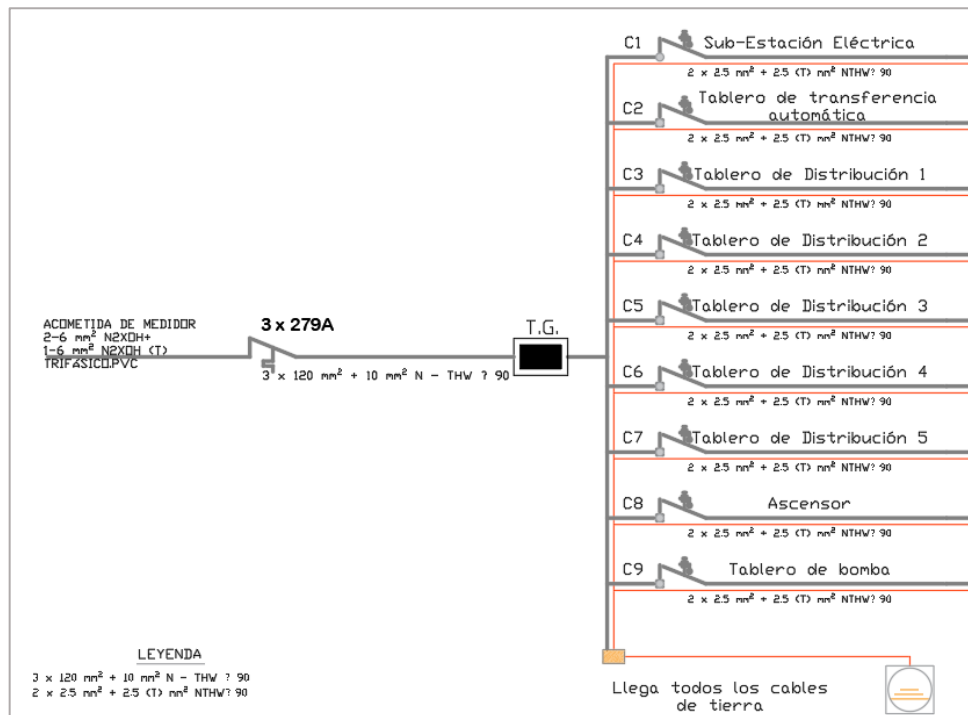 ACOMETIDA DE MEDIDOR
2-6 mm² N2XOH+
1-6 mm² N2XOH (T)
TRIFáSICO.PVC
3 x 279A
3 x 120 mm² + 10 mm² N - THW ? 90
T.G.
C1 Sub-Estación Eléctrica
2 x 2.5 mm² + 2.5 (T) mm² NTHW? 90
C2 Tablero de transferencia
automática
2 x 2.5 mm² + 2.5 (T) mm² NTHW? 90
C3 Tablero de Distribución 1
2 x 2.5 mm² + 2.5 (T) mm² NTHW? 90
C4 Tablero de Distribución 2
2 x 2.5 mm² + 2.5 (T) mm² NTHW? 90
C5 Tablero de Distribución 3
2 x 2.5 mm² + 2.5 (T) mm² NTHW? 90
C6 Tablero de Distribución 4
2 x 2.5 mm² + 2.5 (T) mm² NTHW? 90
C7 Tablero de Distribución 5
2 x 2.5 mm² + 2.5 (T) mm² NTHW? 90
C8 Ascensor
2 x 2.5 mm² + 2.5 (T) mm² NTHW? 90
C9 Tablero de bomba
2 x 2.5 mm² + 2.5 (T) mm² NTHW? 90
LEYENDA
3 x 120 mm² + 10 mm² N - THW ? 90
2 x 2.5 mm² + 2.5 (T) mm² NTHW? 90
Llega todos los cables
de tierra